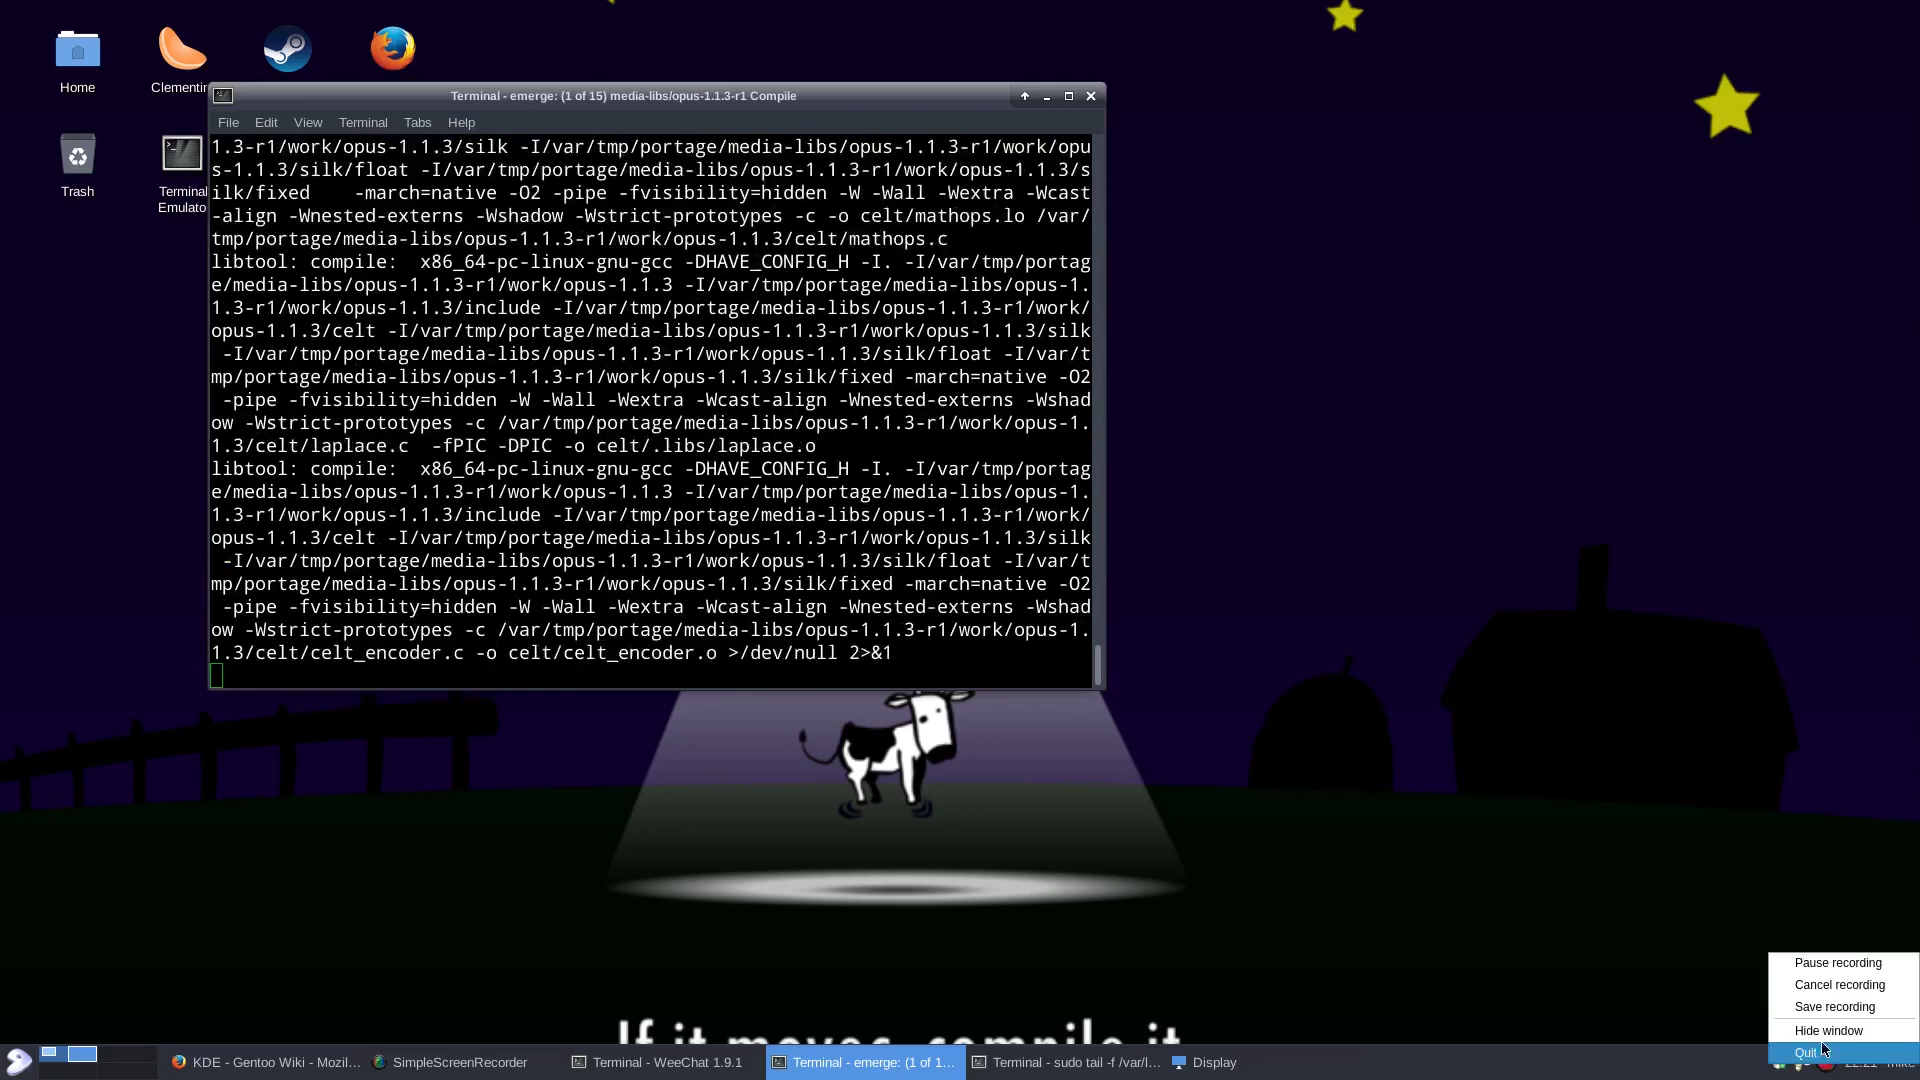 Home
Clementin
Trash
Terminal
Emulato
Terminal - emerge: (1 of 15) media-libs/opus-1.1.3-r1 Compile
File Edit View Terminal Tabs Help
1.3-r1/work/opus-1.1.3/silk -I/var/tmp/portage/media-libs/opus-1.1.3-r1/work/opu
s-1.1.3/silk/float -I/var/tmp/portage/media-libs/opus-1.1.3-r1/work/opus-1.1.3/s
ilk/fixed    -march=native -O2 -pipe -fvisibility=hidden -W -Wall -Wextra -Wcast
-align -Wnested-externs -Wshadow -Wstrict-prototypes -c -o celt/mathops.lo /var/
tmp/portage/media-libs/opus-1.1.3-r1/work/opus-1.1.3/celt/mathops.c
libtool: compile:  x86_64-pc-linux-gnu-gcc -DHAVE_CONFIG_H -I. -I/var/tmp/portag
e/media-libs/opus-1.1.3-r1/work/opus-1.1.3 -I/var/tmp/portage/media-libs/opus-1.
1.3-r1/work/opus-1.1.3/include -I/var/tmp/portage/media-libs/opus-1.1.3-r1/work/
opus-1.1.3/celt -I/var/tmp/portage/media-libs/opus-1.1.3-r1/work/opus-1.1.3/silk
 -I/var/tmp/portage/media-libs/opus-1.1.3-r1/work/opus-1.1.3/silk/float -I/var/t
mp/portage/media-libs/opus-1.1.3-r1/work/opus-1.1.3/silk/fixed -march=native -O2
 -pipe -fvisibility=hidden -W -Wall -Wextra -Wcast-align -Wnested-externs -Wshad
ow -Wstrict-prototypes -c /var/tmp/portage/media-libs/opus-1.1.3-r1/work/opus-1.
1.3/celt/laplace.c  -fPIC -DPIC -o celt/.libs/laplace.o
libtool: compile:  x86_64-pc-linux-gnu-gcc -DHAVE_CONFIG_H -I. -I/var/tmp/portag
e/media-libs/opus-1.1.3-r1/work/opus-1.1.3 -I/var/tmp/portage/media-libs/opus-1.
1.3-r1/work/opus-1.1.3/include -I/var/tmp/portage/media-libs/opus-1.1.3-r1/work/
opus-1.1.3/celt -I/var/tmp/portage/media-libs/opus-1.1.3-r1/work/opus-1.1.3/silk
 -I/var/tmp/portage/media-libs/opus-1.1.3-r1/work/opus-1.1.3/silk/float -I/var/t
mp/portage/media-libs/opus-1.1.3-r1/work/opus-1.1.3/silk/fixed -march=native -O2
 -pipe -fvisibility=hidden -W -Wall -Wextra -Wcast-align -Wnested-externs -Wshad
ow -Wstrict-prototypes -c /var/tmp/portage/media-libs/opus-1.1.3-r1/work/opus-1.
1.3/celt/celt_encoder.c -o celt/celt_encoder.o >/dev/null 2>&1
If it moves, compile it
Pause recording
Cancel recording
Save recording
Hide window
Quit
KDE - Gentoo Wiki - Mozil... SimpleScreenRecorder Terminal - WeeChat 1.9.1 Terminal - emerge: (1 of 1... Terminal - sudo tail -f /var/l... Display